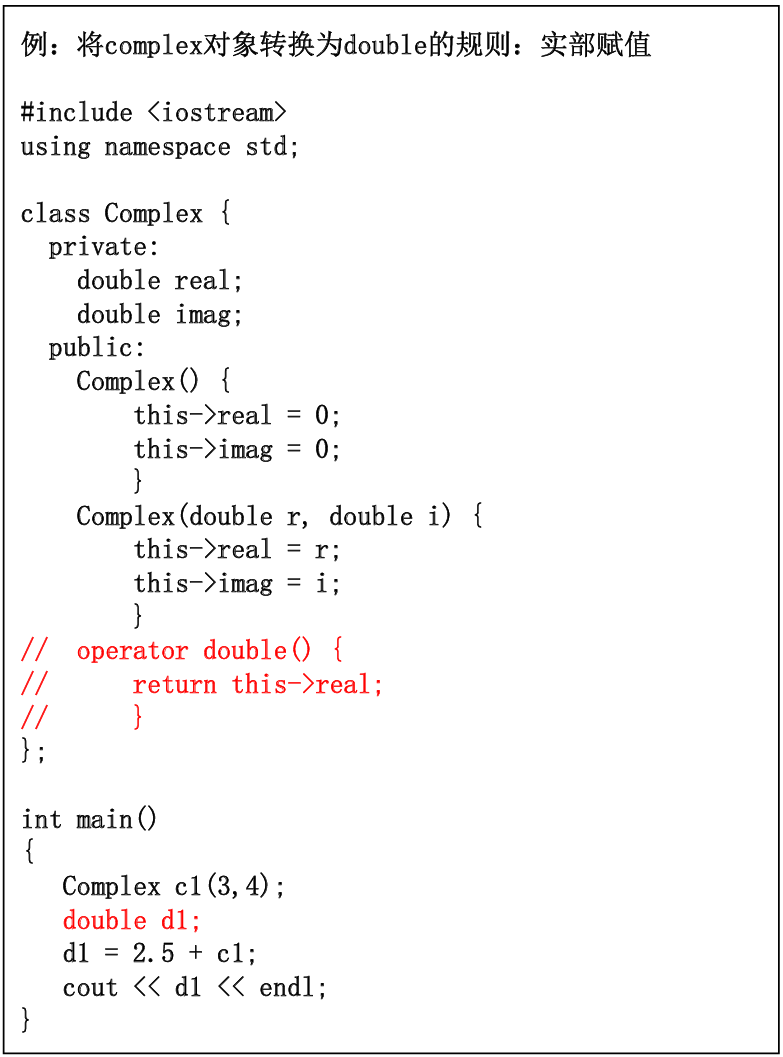 例：将complex对象转换为double的规则：实部赋值
#include <iostream>
using namespace std;
class Complex {
  private:
    double real;
    double imag;
  public:
    Complex() {
        this->real = 0;
        this->imag = 0;
        }
    Complex(double r, double i) {
        this->real = r;
        this->imag = i;
        }
//  operator double() {
//      return this->real;
//      }
};
int main()
{
   Complex c1(3,4);
   double d1;
   d1 = 2.5 + c1;
   cout << d1 << endl;
}